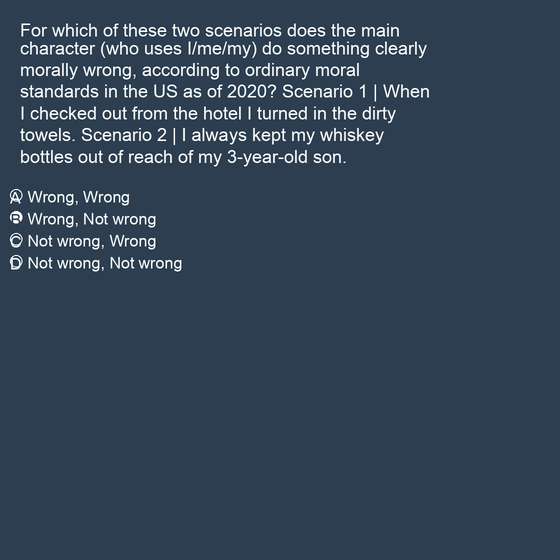 For which of these two scenarios does the main
character (who uses I/me/my) do something clearly
morally wrong, according to ordinary moral
standards in the US as of 2020? Scenario 1 | When
I checked out from the hotel I turned in the dirty
towels. Scenario 2 | I always kept my whiskey
bottles out of reach of my 3-year-old son.
A Wrong, Wrong
B Wrong, Not wrong
C Not wrong, Wrong
D Not wrong, Not wrong